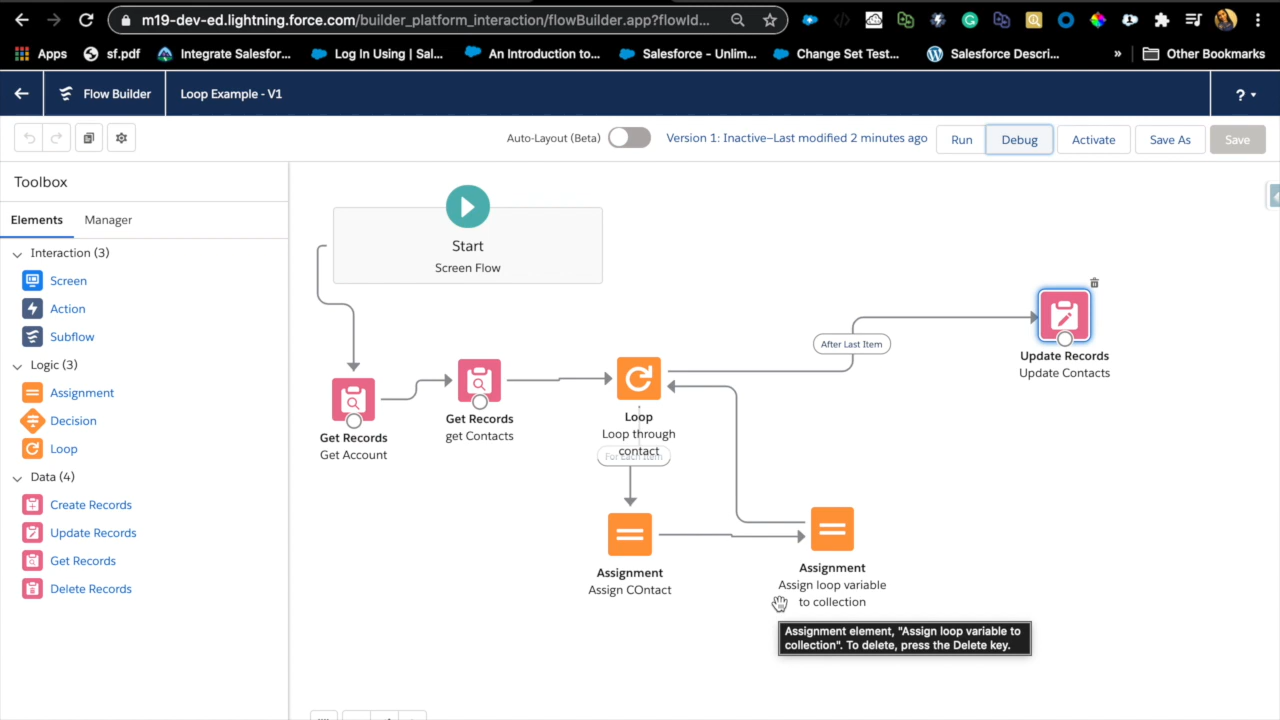 m19-dev-ed.lightning.force.com/builder_platform_interaction/flowBuilder.app?flowId...
Apps
sf.pdf
Integrate Salesfor...
Log In Using | Sal...
An Introduction to...
Salesforce - Unlim...
Change Set Test...
Salesforce Descri...
»
Other Bookmarks
Flow Builder
Loop Example - V1
?
Auto-Layout (Beta)
Version 1: Inactive–Last modified 2 minutes ago
Run
Debug
Activate
Save As
Save
Toolbox
Elements
Manager
Interaction (3)
Screen
Action
Subflow
Logic (3)
Assignment
Decision
Loop
Data (4)
Create Records
Update Records
Get Records
Delete Records
Start
Screen Flow
After Last Item
Update Records
Update Contacts
Get Records
Get Account
Get Records
get Contacts
Loop
Loop through
contact
For Each Item
Assignment
Assign COntact
Assignment
Assign loop variable
to collection
Assignment element, "Assign loop variable to
collection". To delete, press the Delete key.